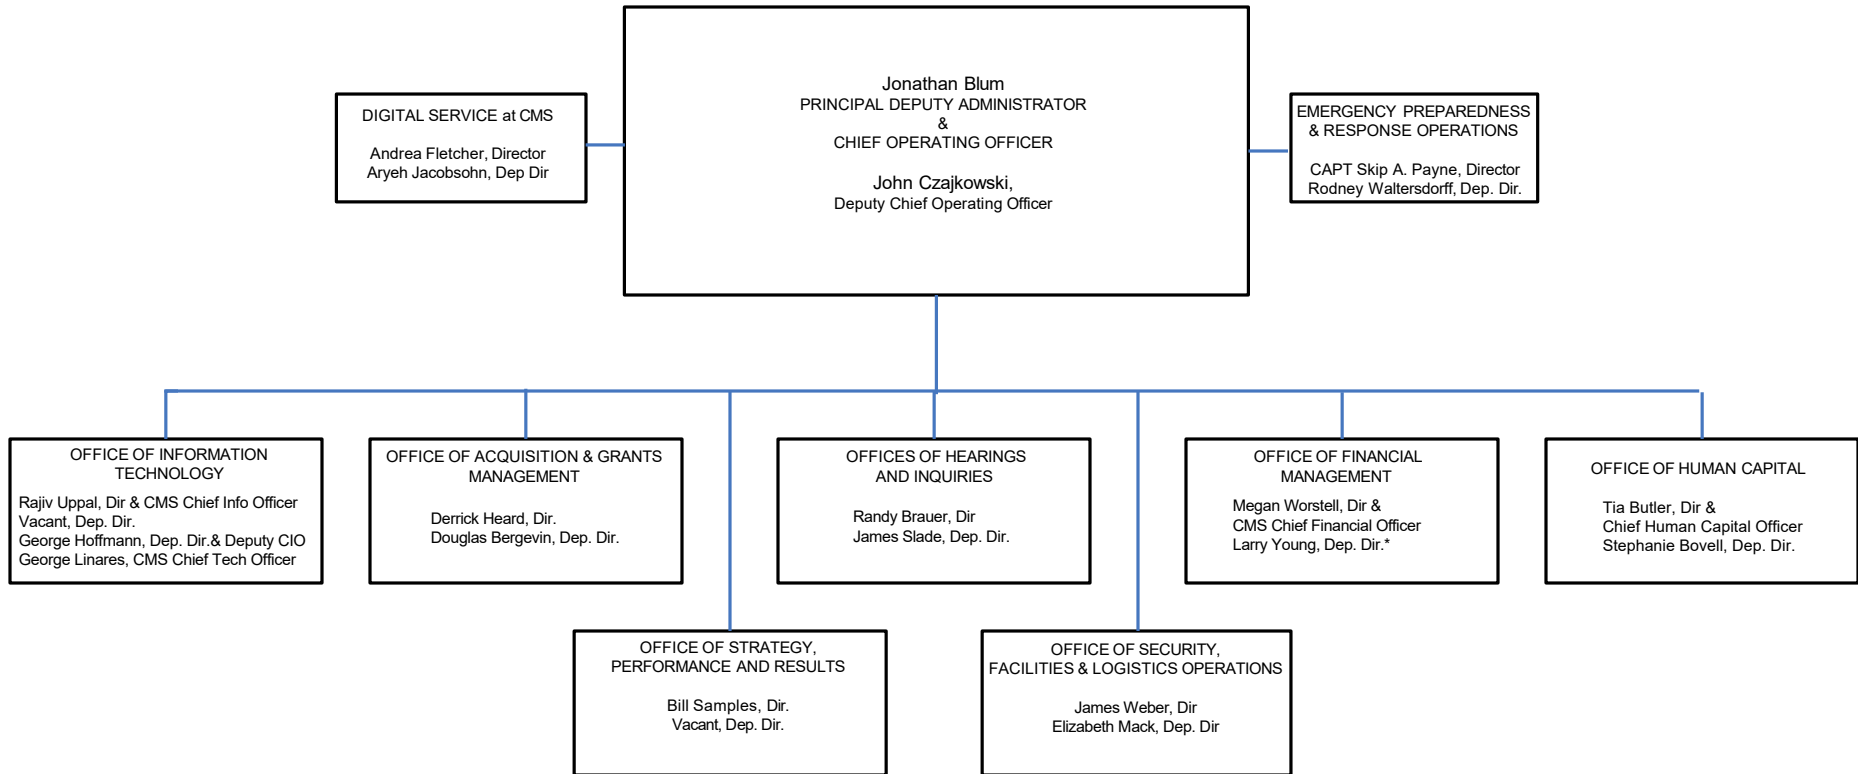 Jonathan Blum
PRINCIPAL DEPUTY ADMINISTRATOR
&
CHIEF OPERATING OFFICER
John Czajkowski,
Deputy Chief Operating Officer
DIGITAL SERVICE at CMS
Andrea Fletcher, Director
Aryeh Jacobsohn, Dep Dir
EMERGENCY PREPAREDNESS
& RESPONSE OPERATIONS
CAPT Skip A. Payne, Director
Rodney Waltersdorff, Dep. Dir.
OFFICE OF INFORMATION
TECHNOLOGY
Rajiv Uppal, Dir & CMS Chief Info Officer
Vacant, Dep. Dir.
George Hoffmann, Dep. Dir.& Deputy CIO
George Linares, CMS Chief Tech Officer
OFFICE OF ACQUISITION & GRANTS
MANAGEMENT
Derrick Heard, Dir.
Douglas Bergevin, Dep. Dir.
OFFICES OF HEARINGS
AND INQUIRIES
Randy Brauer, Dir
James Slade, Dep. Dir.
OFFICE OF FINANCIAL
MANAGEMENT
Megan Worstell, Dir &
CMS Chief Financial Officer
Larry Young, Dep. Dir.*
OFFICE OF HUMAN CAPITAL
Tia Butler, Dir &
Chief Human Capital Officer
Stephanie Bovell, Dep. Dir.
OFFICE OF STRATEGY,
PERFORMANCE AND RESULTS
Bill Samples, Dir.
Vacant, Dep. Dir.
OFFICE OF SECURITY,
FACILITIES & LOGISTICS OPERATIONS
James Weber, Dir
Elizabeth Mack, Dep. Dir